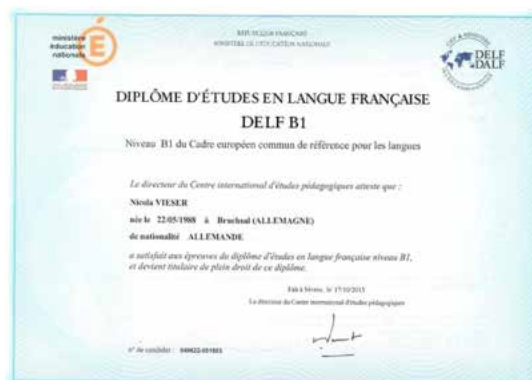 ministère
éducation
nationale
RÉPUBLIQUE FRANÇAISE
MINISTÈRE DE L'ÉDUCATION NATIONALE
DELF
DALF
DIPLÔME D'ÉTUDES EN LANGUE FRANÇAISE
DELF B1
Niveau B1 du Cadre européen commun de référence pour les langues
Le directeur du Centre international d'études pédagogiques atteste que :
Nicola VIESER
née le 22/05/1988 à Bruchsal (ALLEMAGNE)
de nationalité ALLEMANDE
a satisfait aux épreuves du diplôme d'études en langue française niveau B1,
et devient titulaire de plein droit de ce diplôme.
Fait à Sèvres, le 17/10/2013
Le directeur du Centre international d'études pédagogiques
n° de candidat :